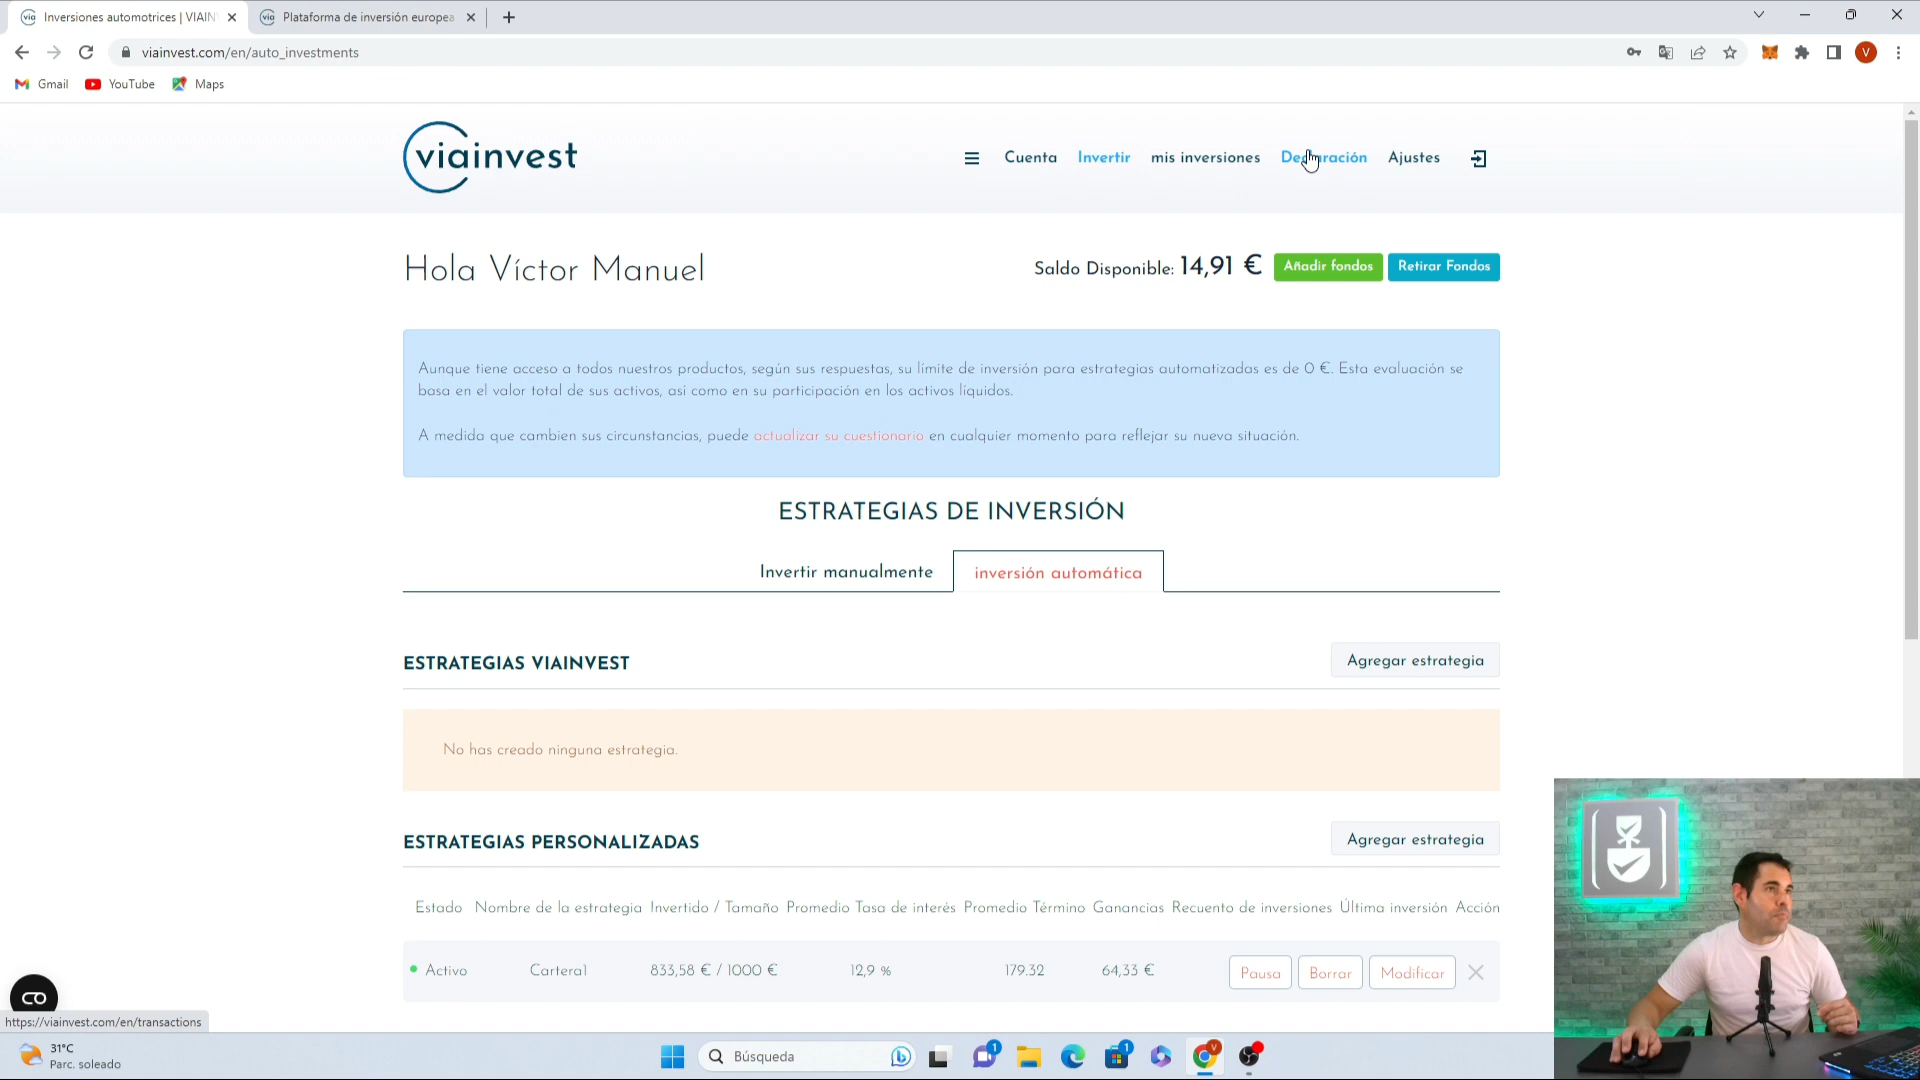 Inversiones automotrices | VIAIN
Plataforma de inversión europea
viainvest.com/en/auto_investments
V
Gmail
YouTube
Maps
viainvest
Cuenta
Invertir
mis inversiones
Declaración
Ajustes
Hola Víctor Manuel
Saldo Disponible: 14,91 €
Añadir fondos
Retirar Fondos
Aunque tiene acceso a todos nuestros productos, según sus respuestas, su límite de inversión para estrategias automatizadas es de 0 €. Esta evaluación se
basa en el valor total de sus activos, así como en su participación en los activos líquidos.
A medida que cambien sus circunstancias, puede actualizar su cuestionario en cualquier momento para reflejar su nueva situación.
ESTRATEGIAS DE INVERSIÓN
Invertir manualmente
inversión automática
ESTRATEGIAS VIAINVEST
Agregar estrategia
No has creado ninguna estrategia.
ESTRATEGIAS PERSONALIZADAS
Agregar estrategia
Estado Nombre de la estrategia Invertido / Tamaño Promedio Tasa de interés Promedio Término Ganancias Recuento de inversiones Última inversión Acción
Activo Cartera1 833,58 € / 1000 € 12,9 % 179.32 64,33 € Pausa Borrar Modificar
https://viainvest.com/en/transactions
31°C
Parc. soleado
Búsqueda
1
1
V